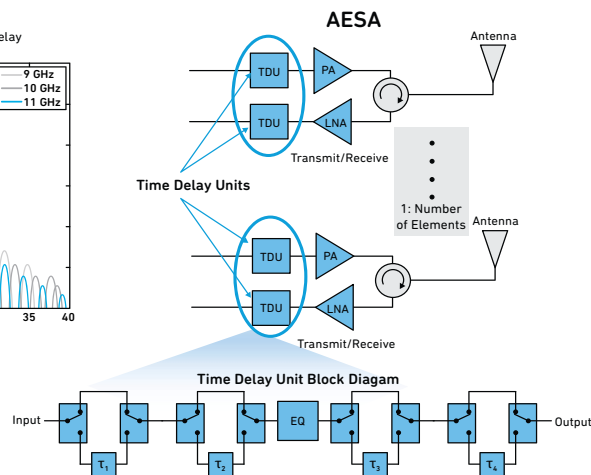 AESA
elay
9 GHz
10 GHz
11 GHz
35
40
TDU
PA
Antenna
TDU
LNA
Transmit/Receive
Time Delay Units
1: Number
of Elements
Antenna
TDU
PA
TDU
LNA
Transmit/Receive
Time Delay Unit Block Diagam
Input
EQ
Output
τ1
τ2
τ3
τ4